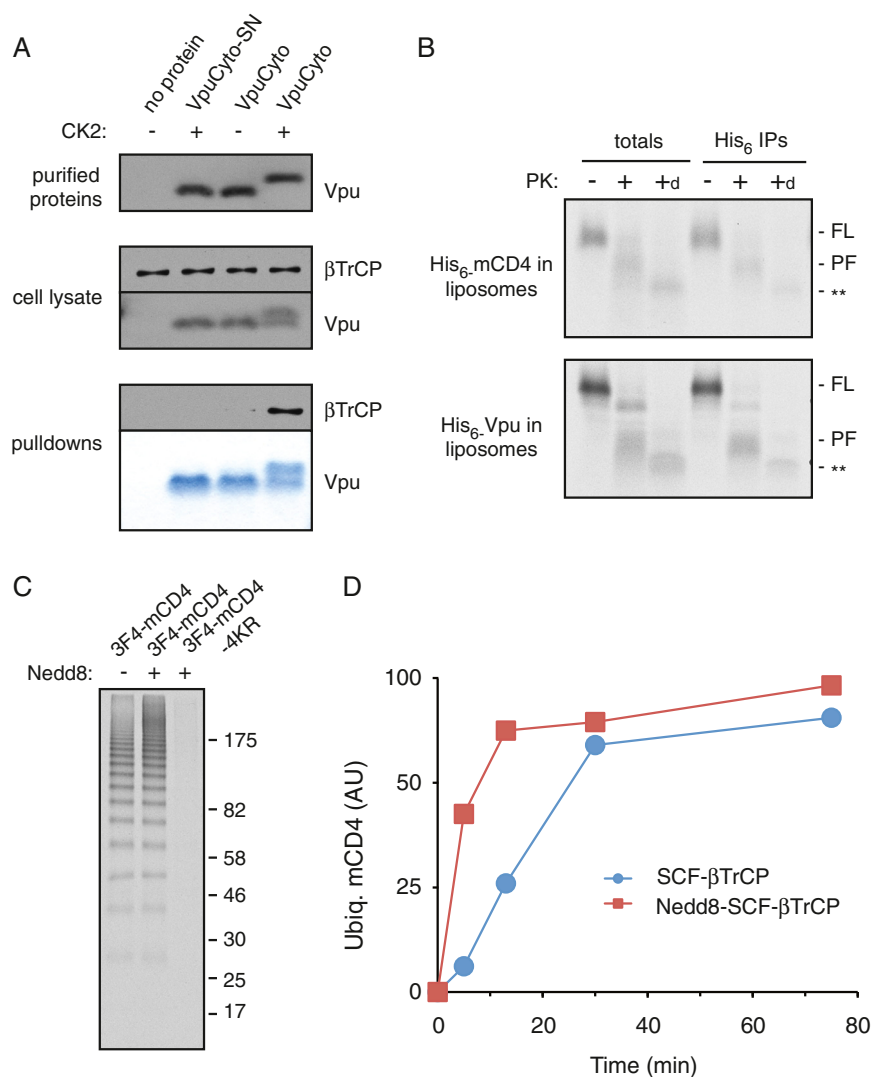 A
no protein
VpuCyto-SN
VpuCyto
VpuCyto
CK2: - + - +
purified
proteins
Vpu
cell lysate
βTrCP
Vpu
pulldowns
βTrCP
Vpu
B
totals
His6 IPs
PK: - + +d - + +d
His6-mCD4 in
liposomes
- FL
- PF
- **
His6-Vpu in
liposomes
- FL
- PF
- **
C
3F4-mCD4
3F4-mCD4
3F4-mCD4
-4KR
Nedd8: - + +
- 175
- 82
- 58
- 46
- 30
- 25
- 17
D
Ubiq. mCD4 (AU)
100
50
25
0
0 20 40 60 80
Time (min)
SCF-βTrCP
Nedd8-SCF-βTrCP